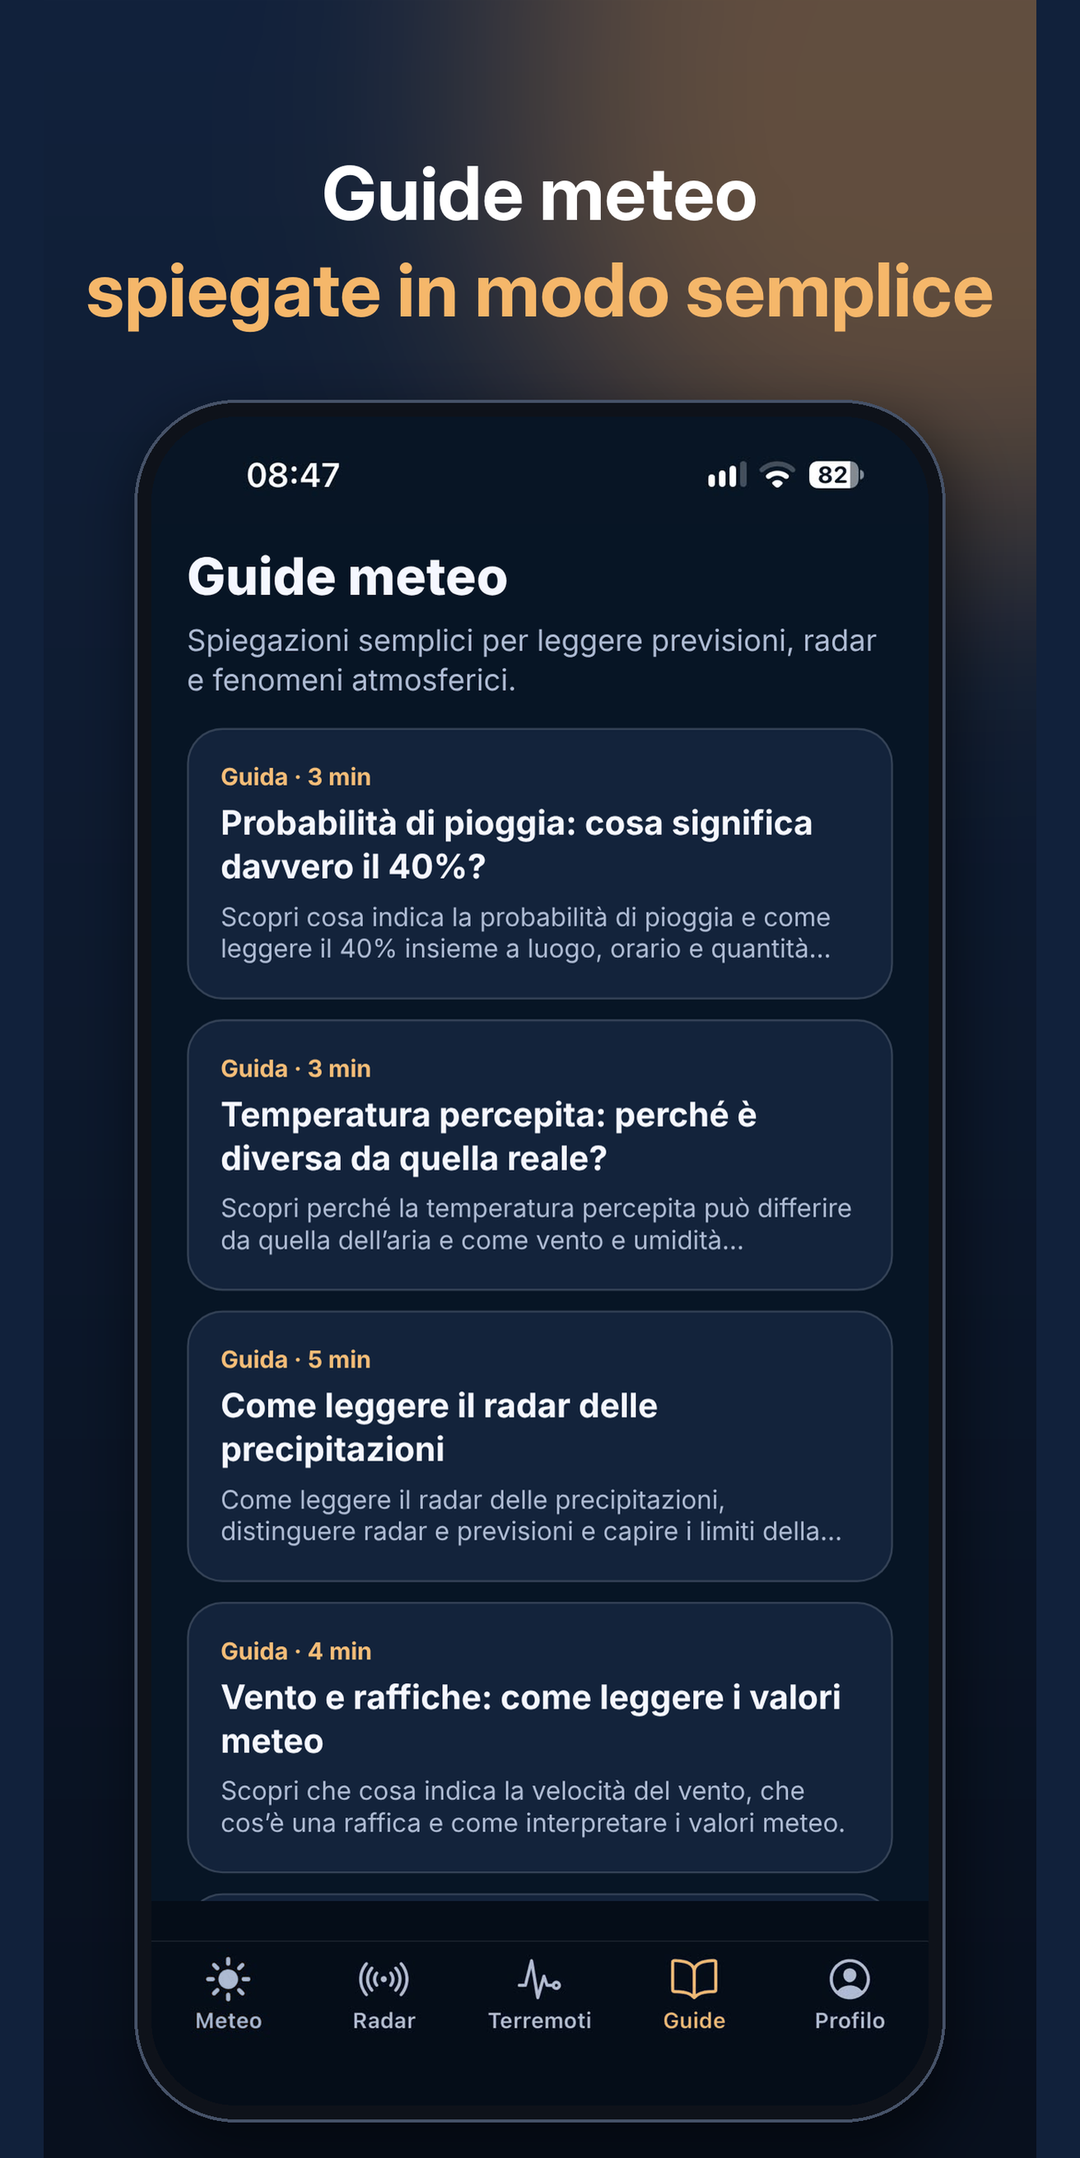 Guide meteo
spiegate in modo semplice
08:47
82
Guide meteo
Spiegazioni semplici per leggere previsioni, radar
e fenomeni atmosferici.
Guida · 3 min
Probabilità di pioggia: cosa significa
davvero il 40%?
Scopri cosa indica la probabilità di pioggia e come
leggere il 40% insieme a luogo, orario e quantità...
Guida · 3 min
Temperatura percepita: perché è
diversa da quella reale?
Scopri perché la temperatura percepita può differire
da quella dell’aria e come vento e umidità...
Guida · 5 min
Come leggere il radar delle
precipitazioni
Come leggere il radar delle precipitazioni,
distinguere radar e previsioni e capire i limiti della...
Guida · 4 min
Vento e raffiche: come leggere i valori
meteo
Scopri che cosa indica la velocità del vento, che
cos’è una raffica e come interpretare i valori meteo.
Meteo
Radar
Terremoti
Guide
Profilo